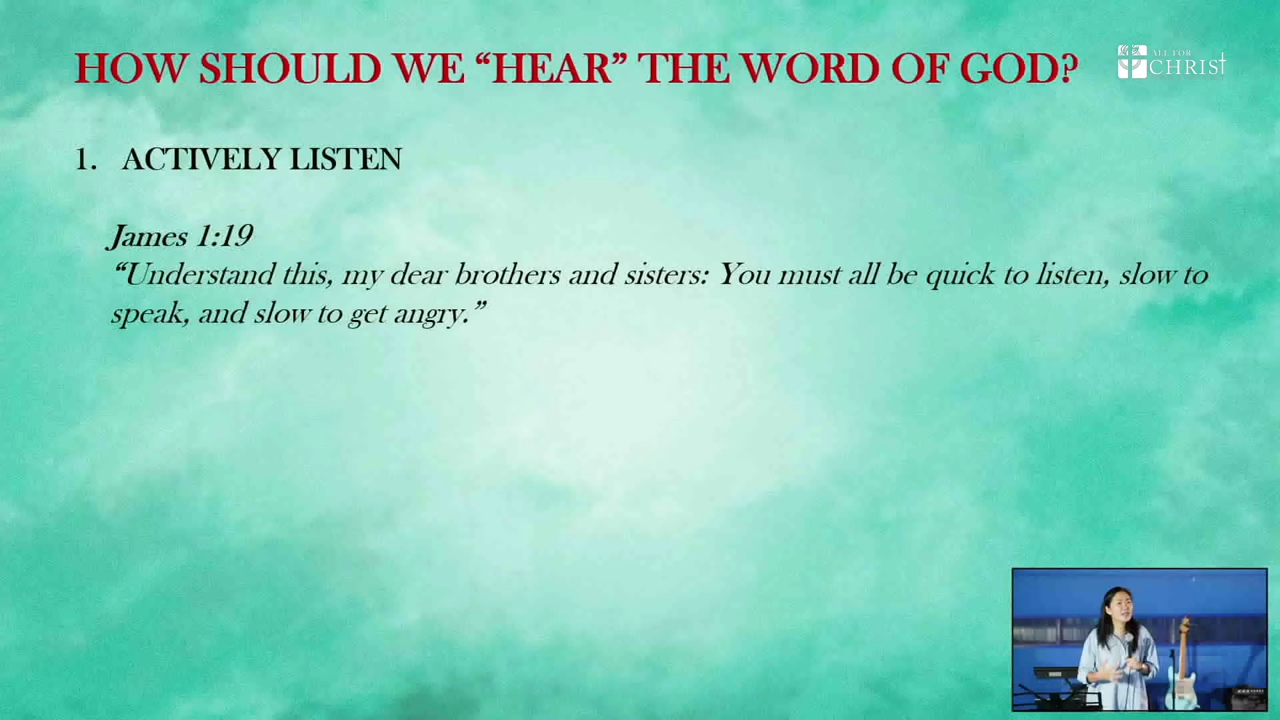 HOW SHOULD WE “HEAR” THE WORD OF GOD?
ALL FOR
CHRIST
1. ACTIVELY LISTEN
James 1:19
“Understand this, my dear brothers and sisters: You must all be quick to listen, slow to
speak, and slow to get angry.”